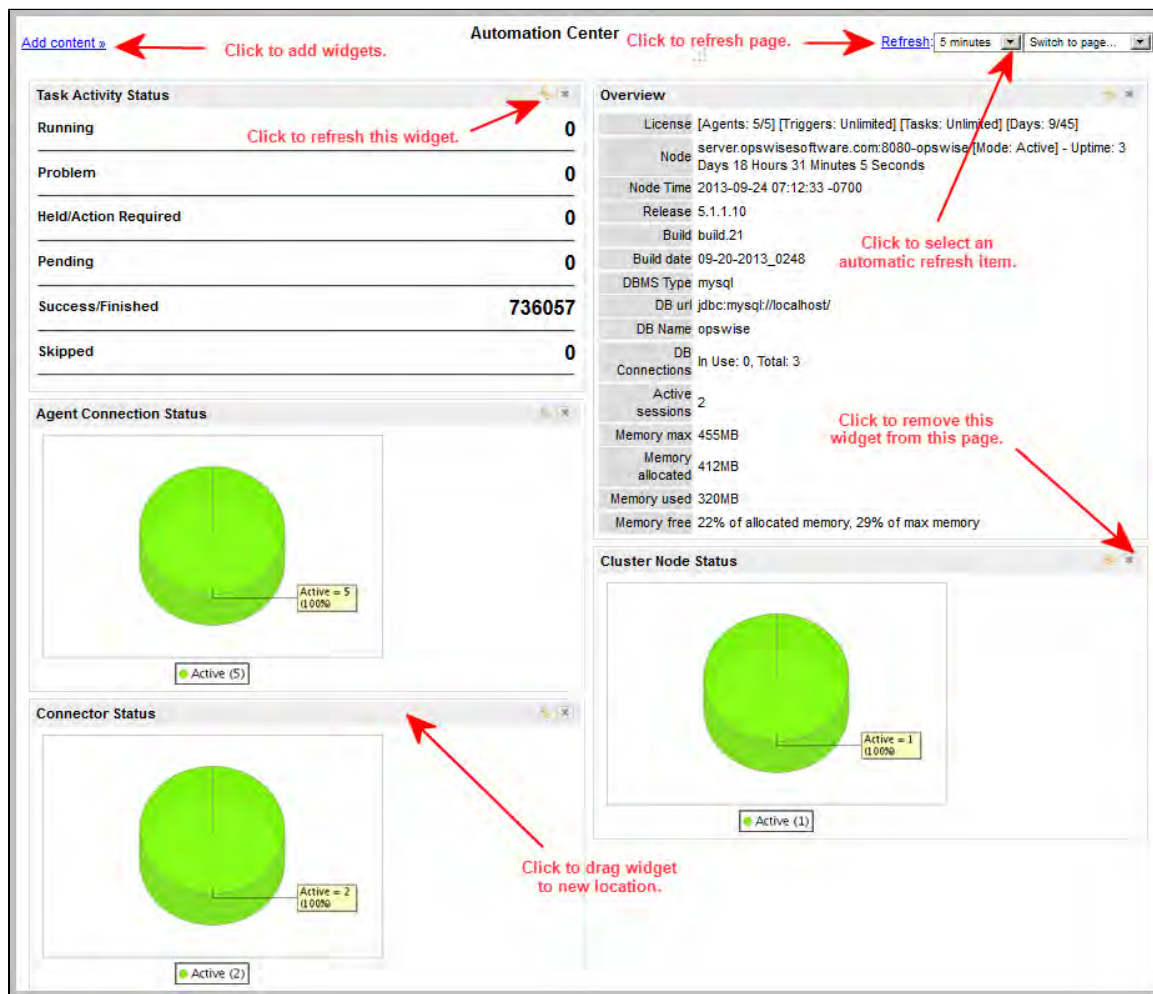 Automation Center
Add content »
Click to add widgets.
Click to refresh page.
Refresh: 5 minutes Switch to page...
Task Activity Status
Click to refresh this widget.
Running 0
Problem 0
Held/Action Required 0
Pending 0
Success/Finished 736057
Skipped 0
Overview
License [Agents: 5/5] [Triggers: Unlimited] [Tasks: Unlimited] [Days: 9/45]
Node server.opswisesoftware.com:8080-opswise [Mode: Active] - Uptime: 3
Days 18 Hours 31 Minutes 5 Seconds
Node Time 2013-09-24 07:12:33 -0700
Release 5.1.1.10
Build build.21
Build date 09-20-2013_0248
DBMS Type mysql
DB url jdbc:mysql://localhost/
DB Name opswise
DB
Connections In Use: 0, Total: 3
Active
sessions 2
Memory max 455MB
Memory
allocated 412MB
Memory used 320MB
Memory free 22% of allocated memory, 29% of max memory
Click to select an
automatic refresh item.
Click to remove this
widget from this page.
Agent Connection Status
Active = 5
(100%)
Active (5)
Cluster Node Status
Active = 1
(100%)
Active (1)
Connector Status
Active = 2
(100%)
Active (2)
Click to drag widget
to new location.